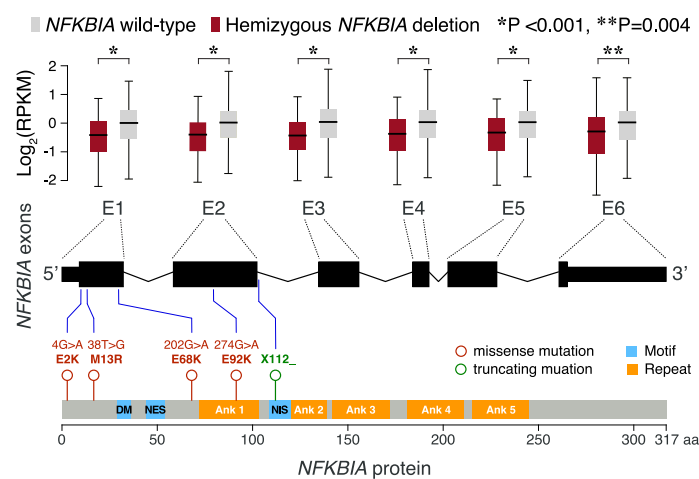 NFKBIA wild-type Hemizygous NFKBIA deletion *P <0.001, **P=0.004
* * * * * **
Log2(RPKM)
2
1
0
-1
-2
E1 E2 E3 E4 E5 E6
NFKBIA exons
5’ 3’
4G>A 38T>G 202G>A 274G>A
E2K M13R E68K E92K X112_
missense mutation Motif
truncating muation Repeat
DM NES Ank 1 NIS Ank 2 Ank 3 Ank 4 Ank 5
0 50 100 150 200 250 300 317 aa
NFKBIA protein